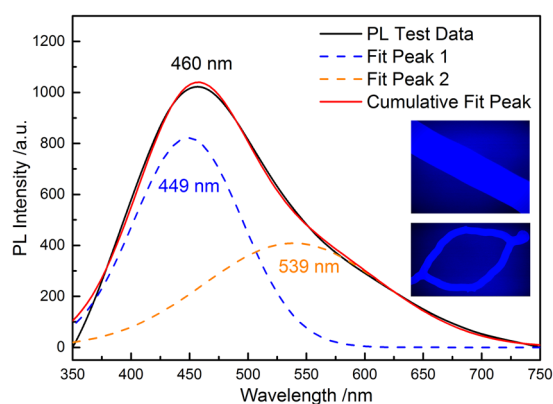 PL Test Data
Fit Peak 1
Fit Peak 2
Cumulative Fit Peak
460 nm
449 nm
539 nm
PL Intensity /a.u.
1200
1000
800
600
400
200
0
350 400 450 500 550 600 650 700 750
Wavelength /nm